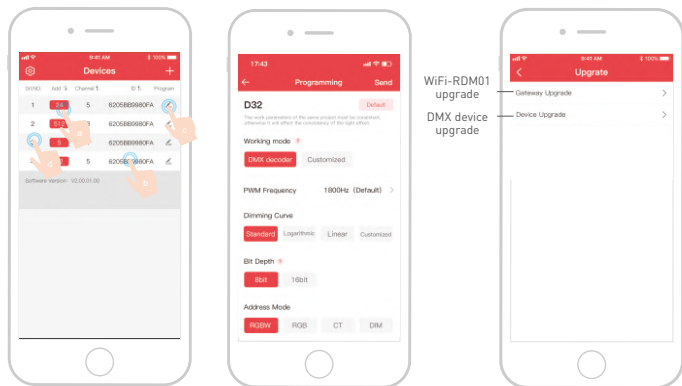 9:41 AM 100%
Devices
Srt.NO. Add Channel ID Program
1 24 5 6205BB9980FA
2 512 6205BB9980FA
5 5 6205BB9980FA
5
Software Version: V2.00.01.00
a
b
c
d
17:43
Programming Send
D32 Default
The work parameters of the same project must be consistent,
otherwise it will effect the consistency of the light effect
Working mode
DMX decoder Customized
PWM Frequency 1800Hz (Default) >
Dimming Curve
Standard Logarithmic Linear Customized
Bit Depth
8bit 16bit
Address Mode
RGBW RGB CT DIM
WiFi-RDM01
upgrade
DMX device
upgrade
9:41 AM 100%
Upgrate
Gateway Upgrade >
Device Upgrade >